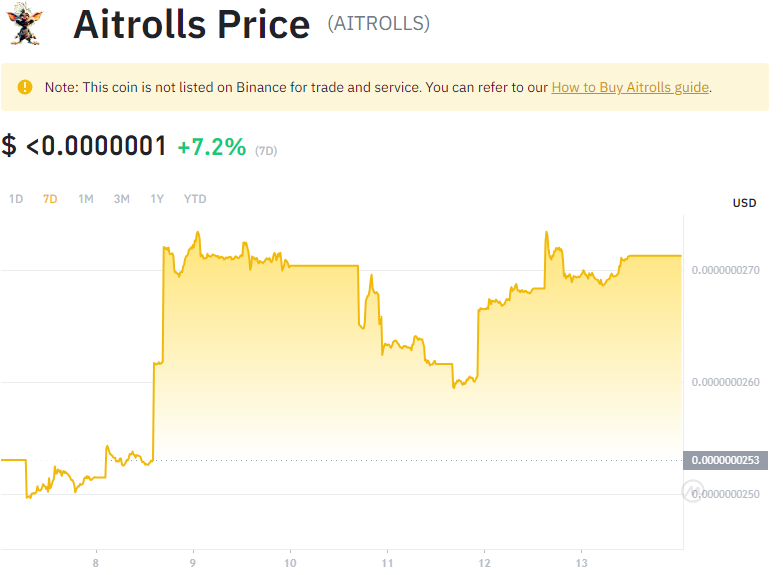 Aitrolls Price (AITROLLS)
Note: This coin is not listed on Binance for trade and service. You can refer to our How to Buy Aitrolls guide.
$ <0.0000001 +7.2% (7D)
1D 7D 1M 3M 1Y YTD
USD
0.0000000270
0.0000000260
0.0000000253
0.0000000250
8 9 10 11 12 13